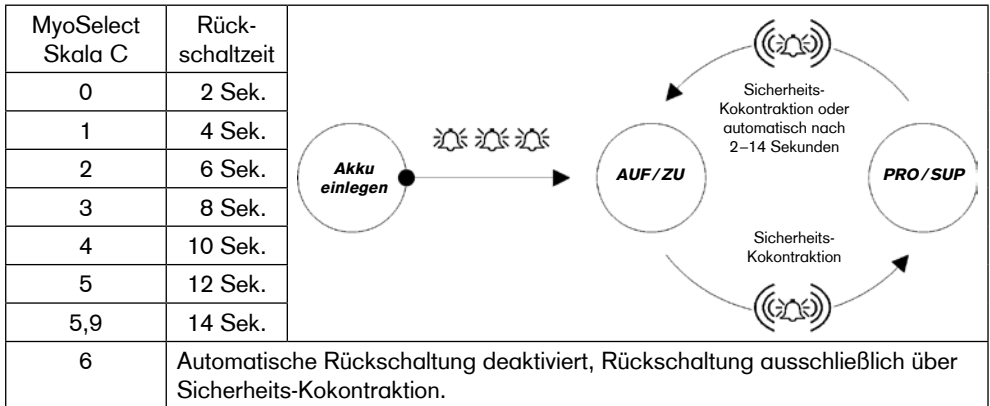 MyoSelect
Skala C
Rück-
schaltzeit
0
2 Sek.
1
4 Sek.
2
6 Sek.
3
8 Sek.
4
10 Sek.
5
12 Sek.
5,9
14 Sek.
Akku
einlegen
AUF/ZU
PRO/SUP
Sicherheits-
Kokontraktion oder
automatisch nach
2–14 Sekunden
Sicherheits-
Kokontraktion
6
Automatische Rückschaltung deaktiviert, Rückschaltung ausschließlich über
Sicherheits-Kokontraktion.